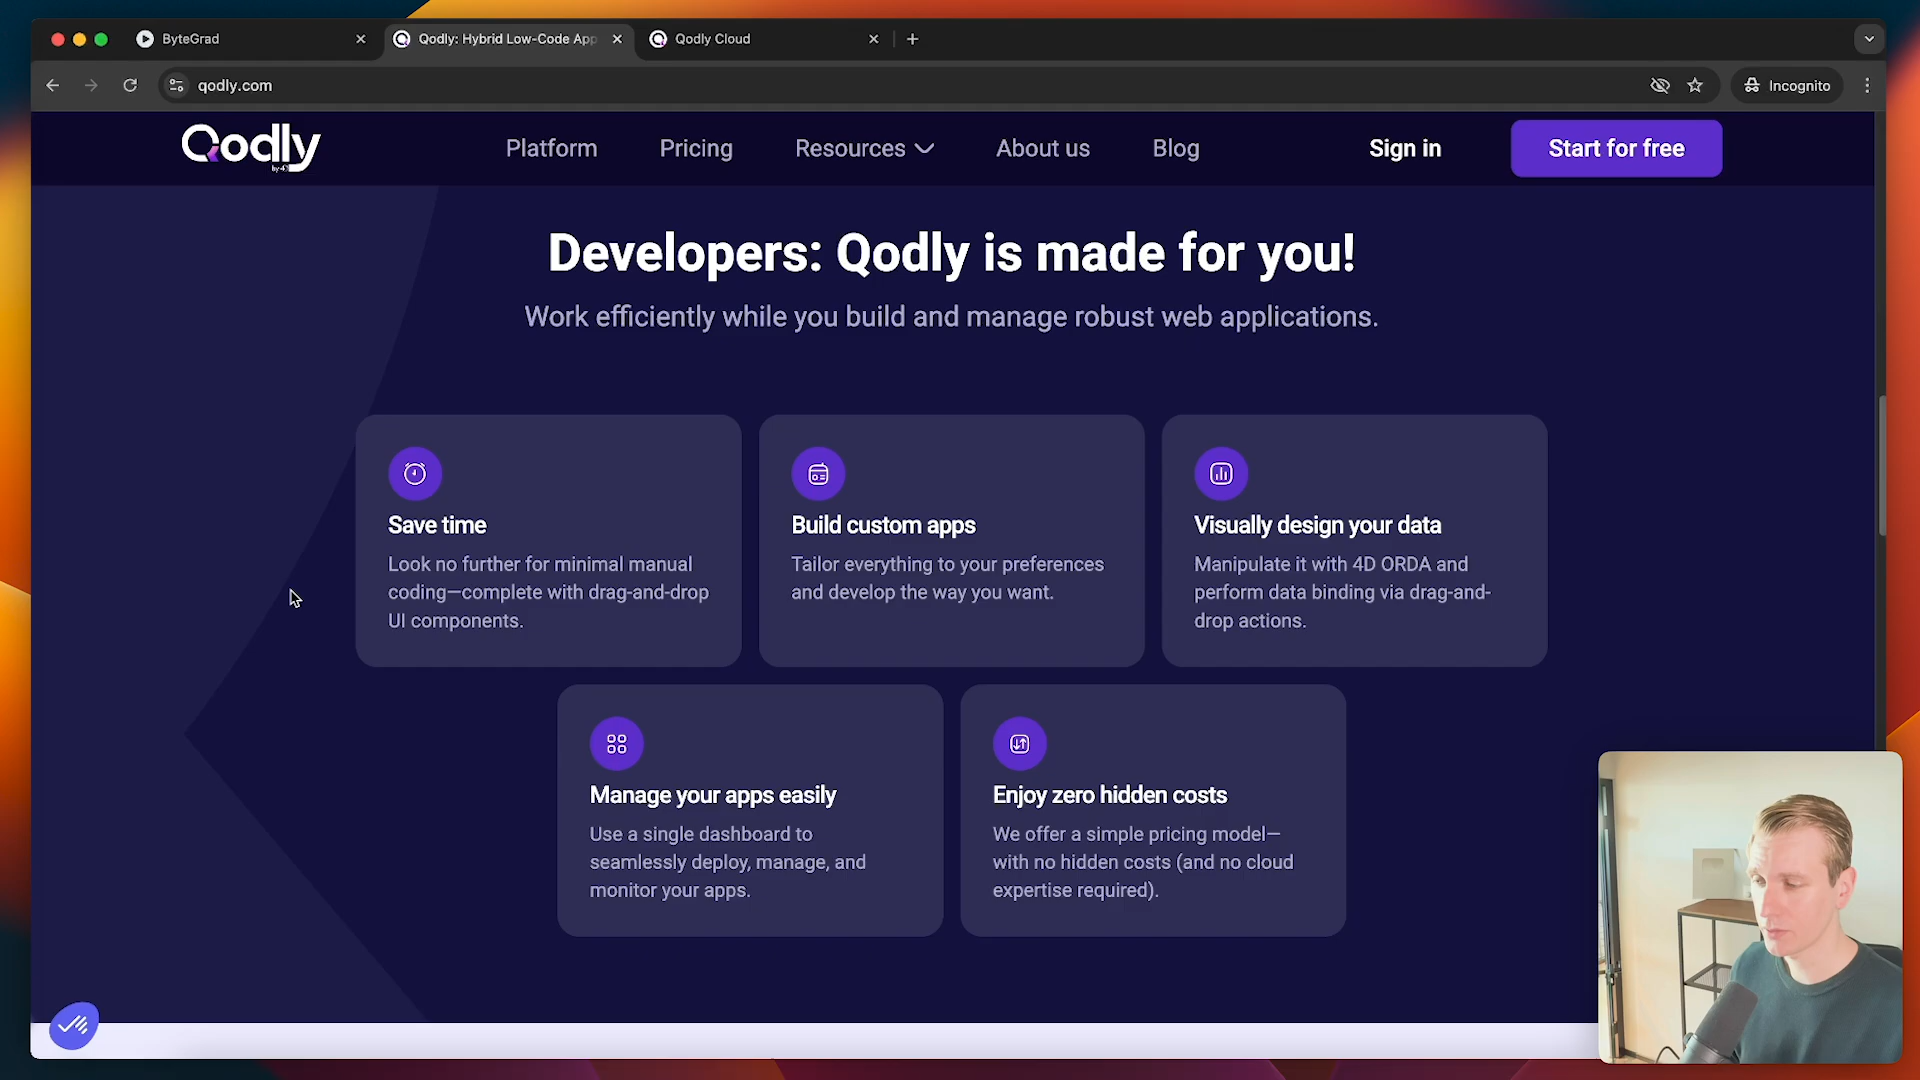 ByteGrad
Qodly: Hybrid Low-Code App
Qodly Cloud
qodly.com
Incognito
Qodly
by 4D
Platform
Pricing
Resources
About us
Blog
Sign in
Start for free
Developers: Qodly is made for you!
Work efficiently while you build and manage robust web applications.
Save time
Look no further for minimal manual
coding—complete with drag-and-drop
UI components.
Build custom apps
Tailor everything to your preferences
and develop the way you want.
Visually design your data
Manipulate it with 4D ORDA and
perform data binding via drag-and-
drop actions.
Manage your apps easily
Use a single dashboard to
seamlessly deploy, manage, and
monitor your apps.
Enjoy zero hidden costs
We offer a simple pricing model—
with no hidden costs (and no cloud
expertise required).